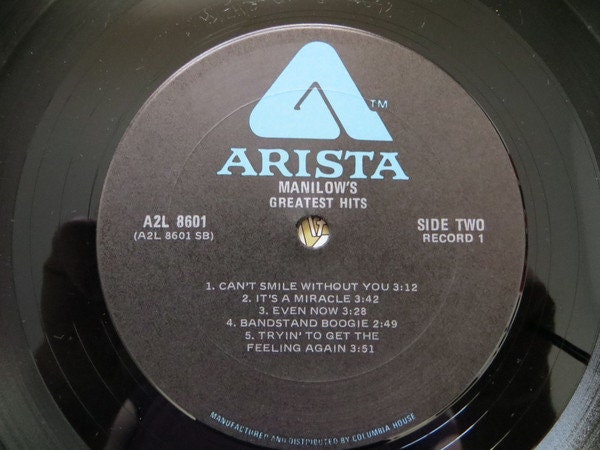 TM
ARISTA
MANILOW'S
GREATEST HITS
A2L 8601
(A2L 8601 SB)
SIDE TWO
RECORD 1
1. CAN'T SMILE WITHOUT YOU 3:12
2. IT'S A MIRACLE 3:42
3. EVEN NOW 3:28
4. BANDSTAND BOOGIE 2:49
5. TRYIN' TO GET THE
FEELING AGAIN 3:51
MANUFACTURED AND DISTRIBUTED BY COLUMBIA HOUSE